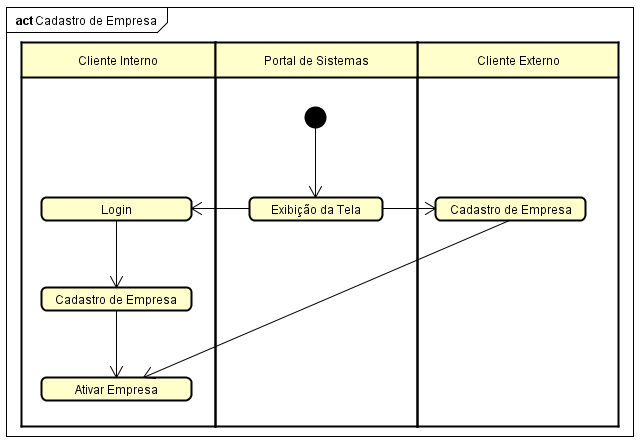 act Cadastro de Empresa
Cliente Interno
Portal de Sistemas
Cliente Externo
Login
Exibição da Tela
Cadastro de Empresa
Cadastro de Empresa
Ativar Empresa